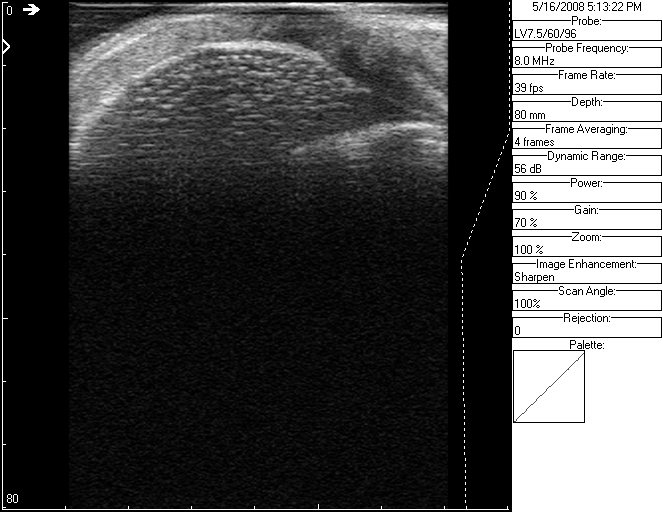 0
80
5/16/2008 5:13:22 PM
Probe:
LV7.5/60/96
Probe Frequency:
8.0 MHz
Frame Rate:
39 fps
Depth:
80 mm
Frame Averaging:
4 frames
Dynamic Range:
56 dB
Power:
90 %
Gain:
70 %
Zoom:
100 %
Image Enhancement:
Sharpen
Scan Angle:
100%
Rejection:
0
Palette: